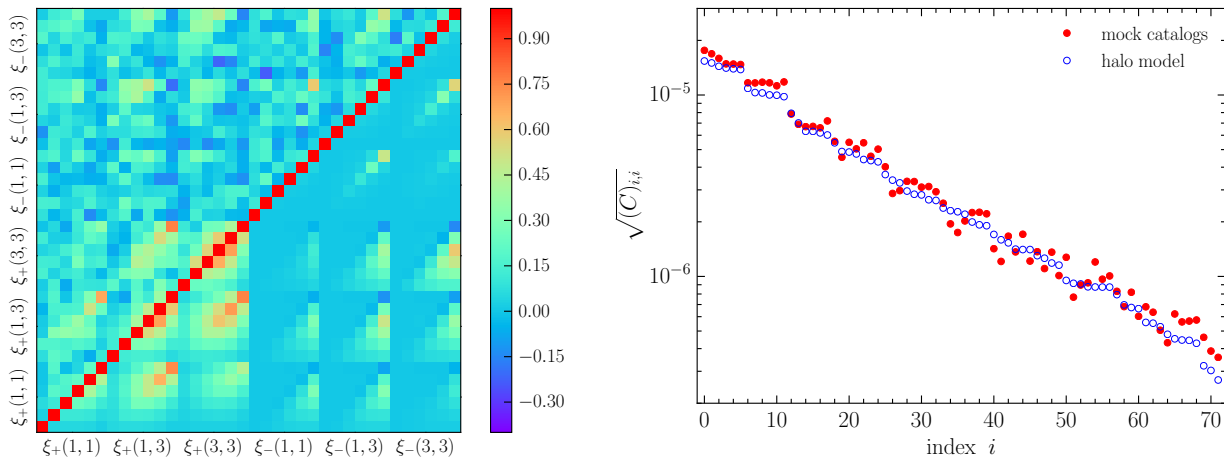 ξ₋(3, 3)
ξ₋(1, 3)
ξ₋(1, 1)
ξ₊(3, 3)
ξ₊(1, 3)
ξ₊(1, 1)
ξ₊(1, 1) ξ₊(1, 3) ξ₊(3, 3) ξ₋(1, 1) ξ₋(1, 3) ξ₋(3, 3)
0.90
0.75
0.60
0.45
0.30
0.15
0.00
−0.15
−0.30
√(C)ᵢ,ᵢ
10⁻⁵
10⁻⁶
mock catalogs
halo model
0 10 20 30 40 50 60 70
index i